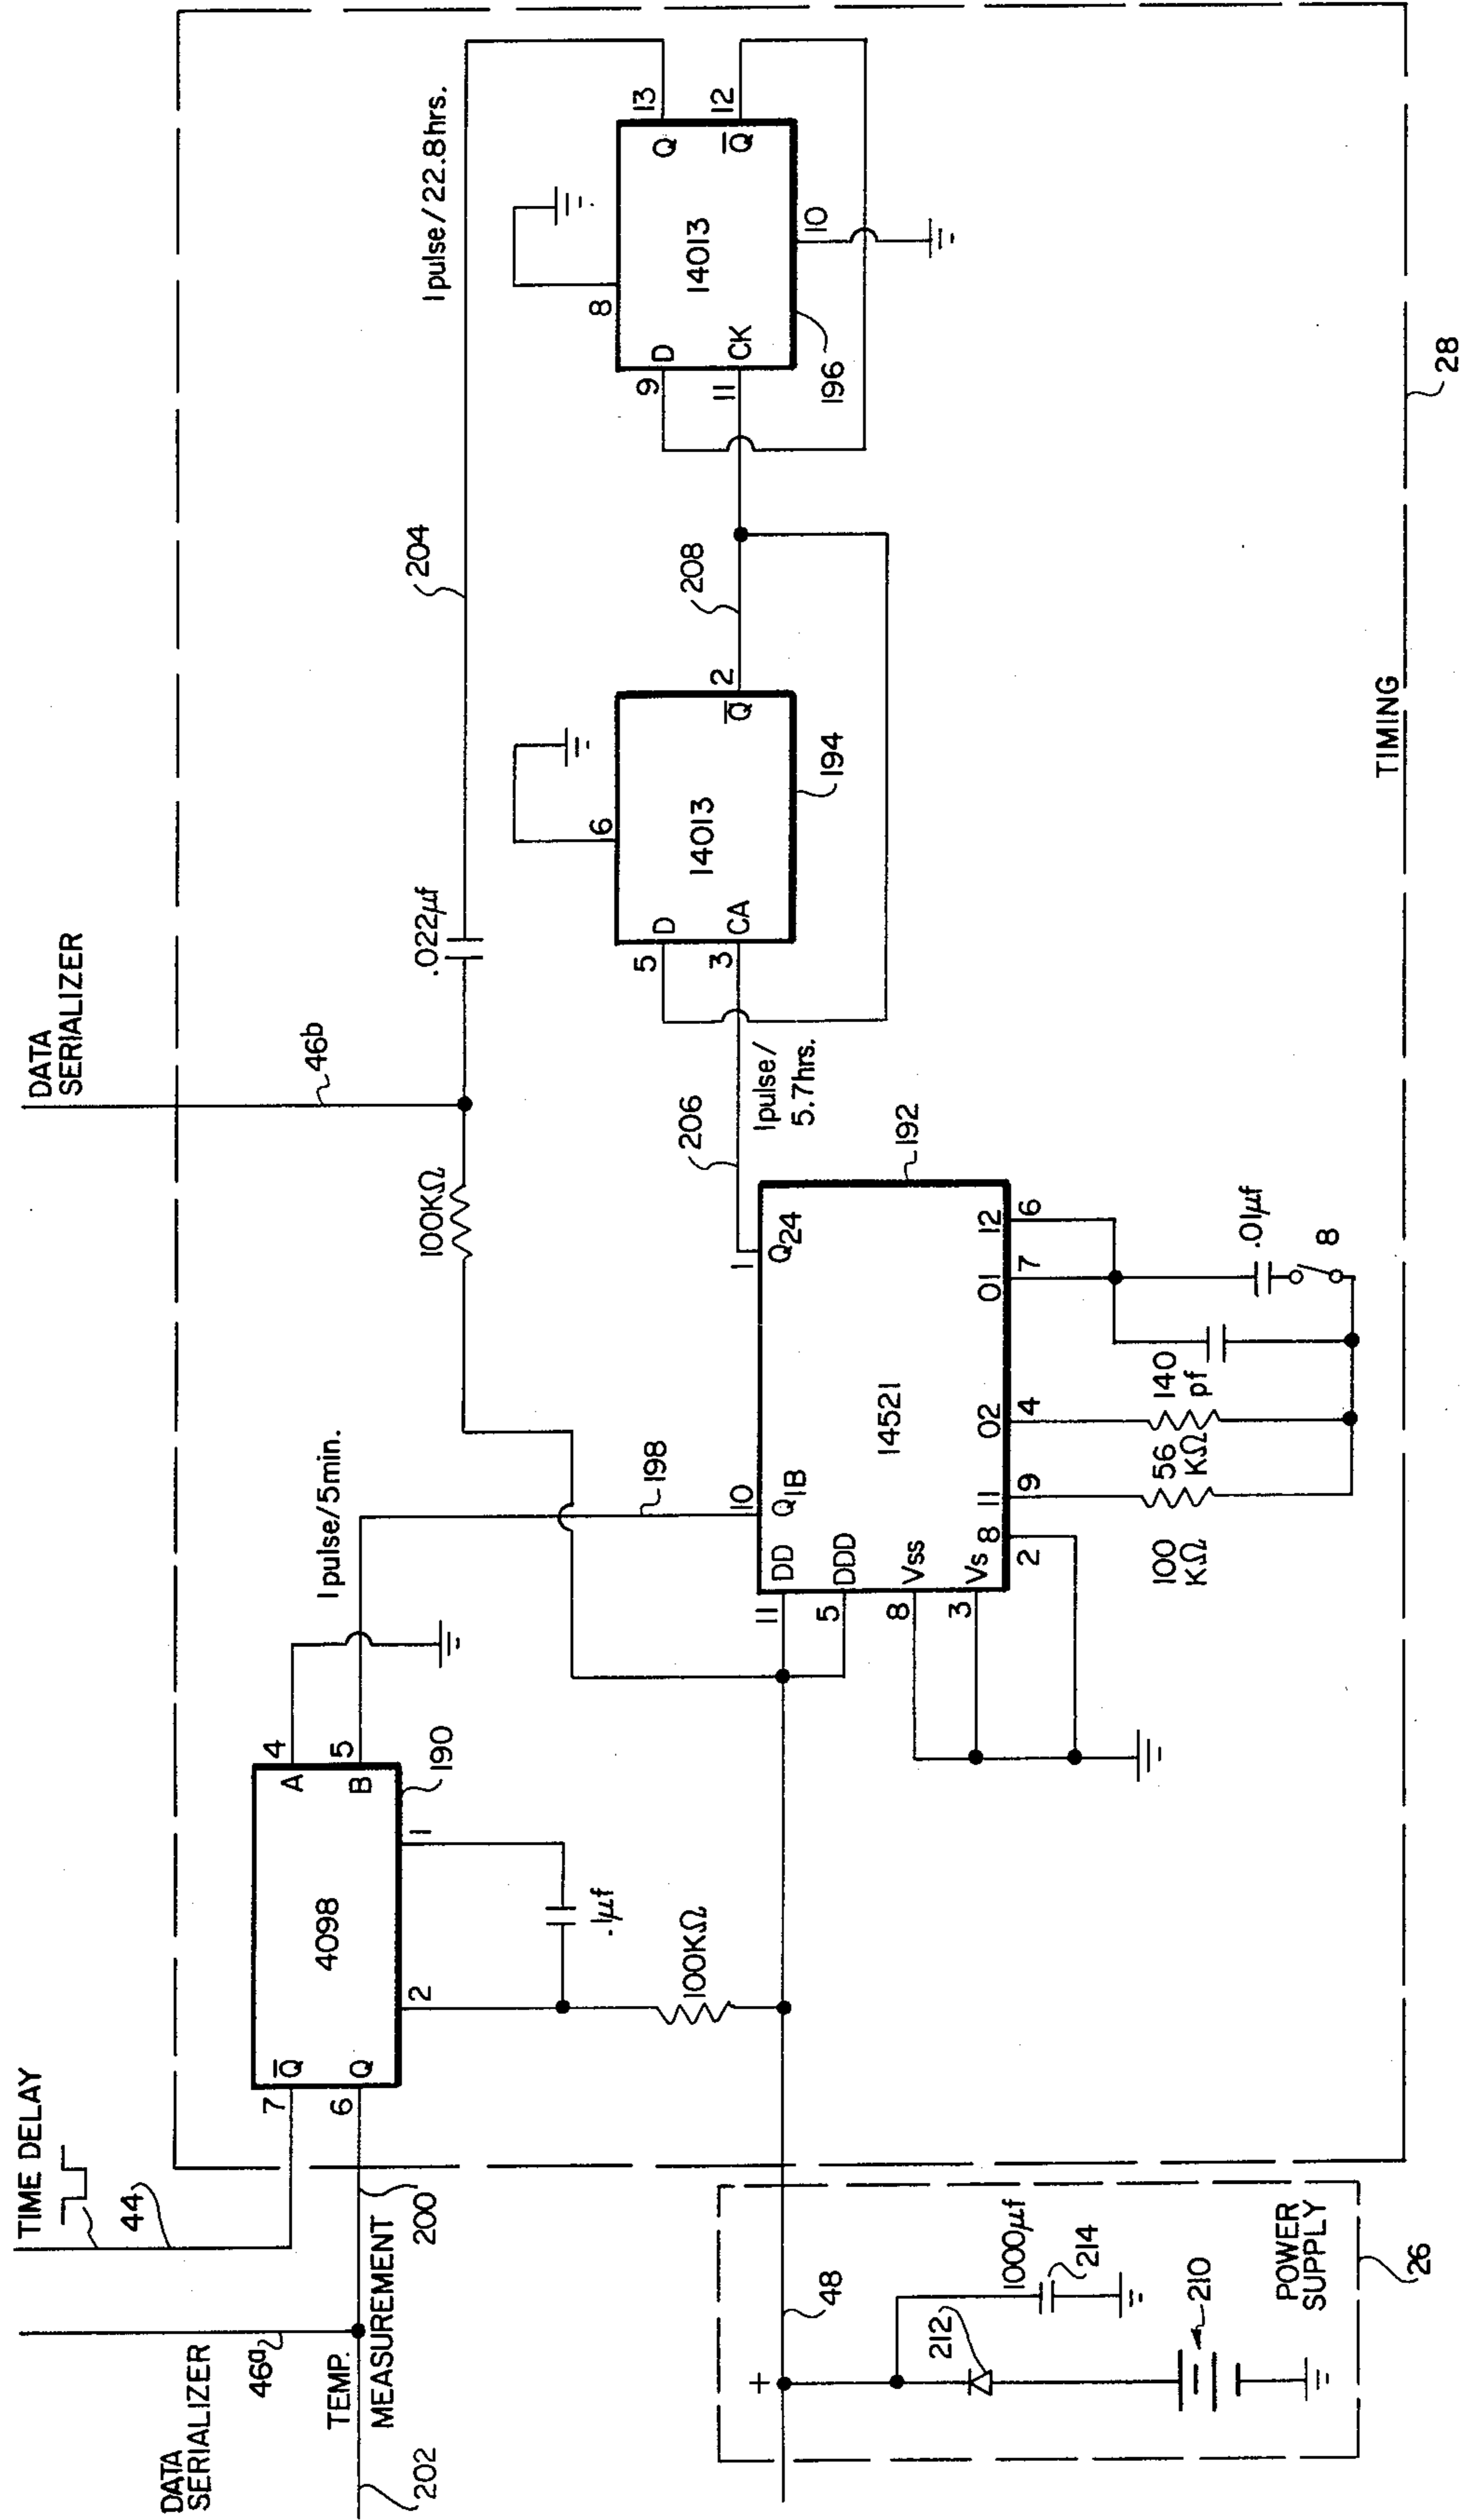 DATA
SERIALIZER
46a
TEMP.
MEASUREMENT
202
TIME DELAY
44
200
7
Q̅
6
Q
4098
2
1
190
A
4
B
5
.1µf
100KΩ
1 pulse/5min.
198
DATA
SERIALIZER
46b
100KΩ
.022µf
204
1 pulse/22.8hrs.
11
DD
5
DDD
8
Vss
3
Vs
10
Q1B
14521
1
Q24
192
8
2
11
9
O2
4
O1
7
12
6
100
KΩ
56
KΩ
140
pf
.01µf
8
206
1pulse/
5.7hrs.
5
D
3
CA
6
14013
Q̅
2
194
208
9
D
11
CK
8
14013
10
Q
13
Q̅
12
196
TIMING
28
+
48
212
1000µf
214
210
POWER
SUPPLY
26